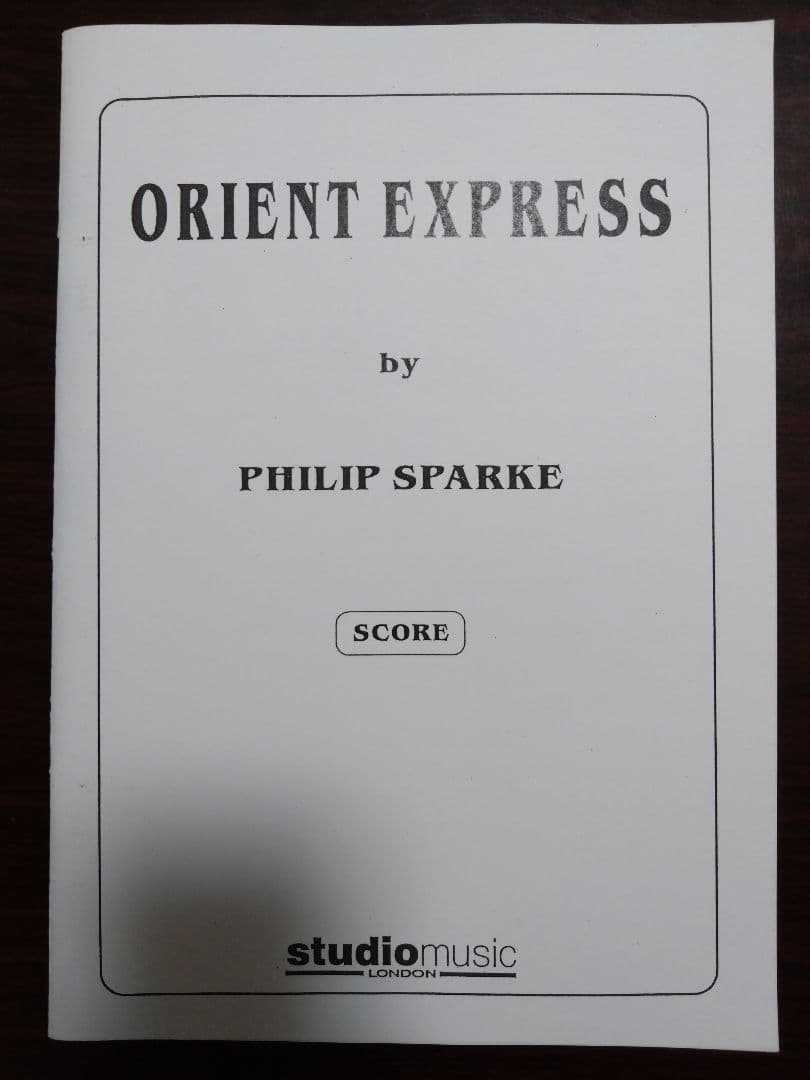 ORIENT EXPRESS
by
PHILIP SPARKE
SCORE
studiomusic
LONDON